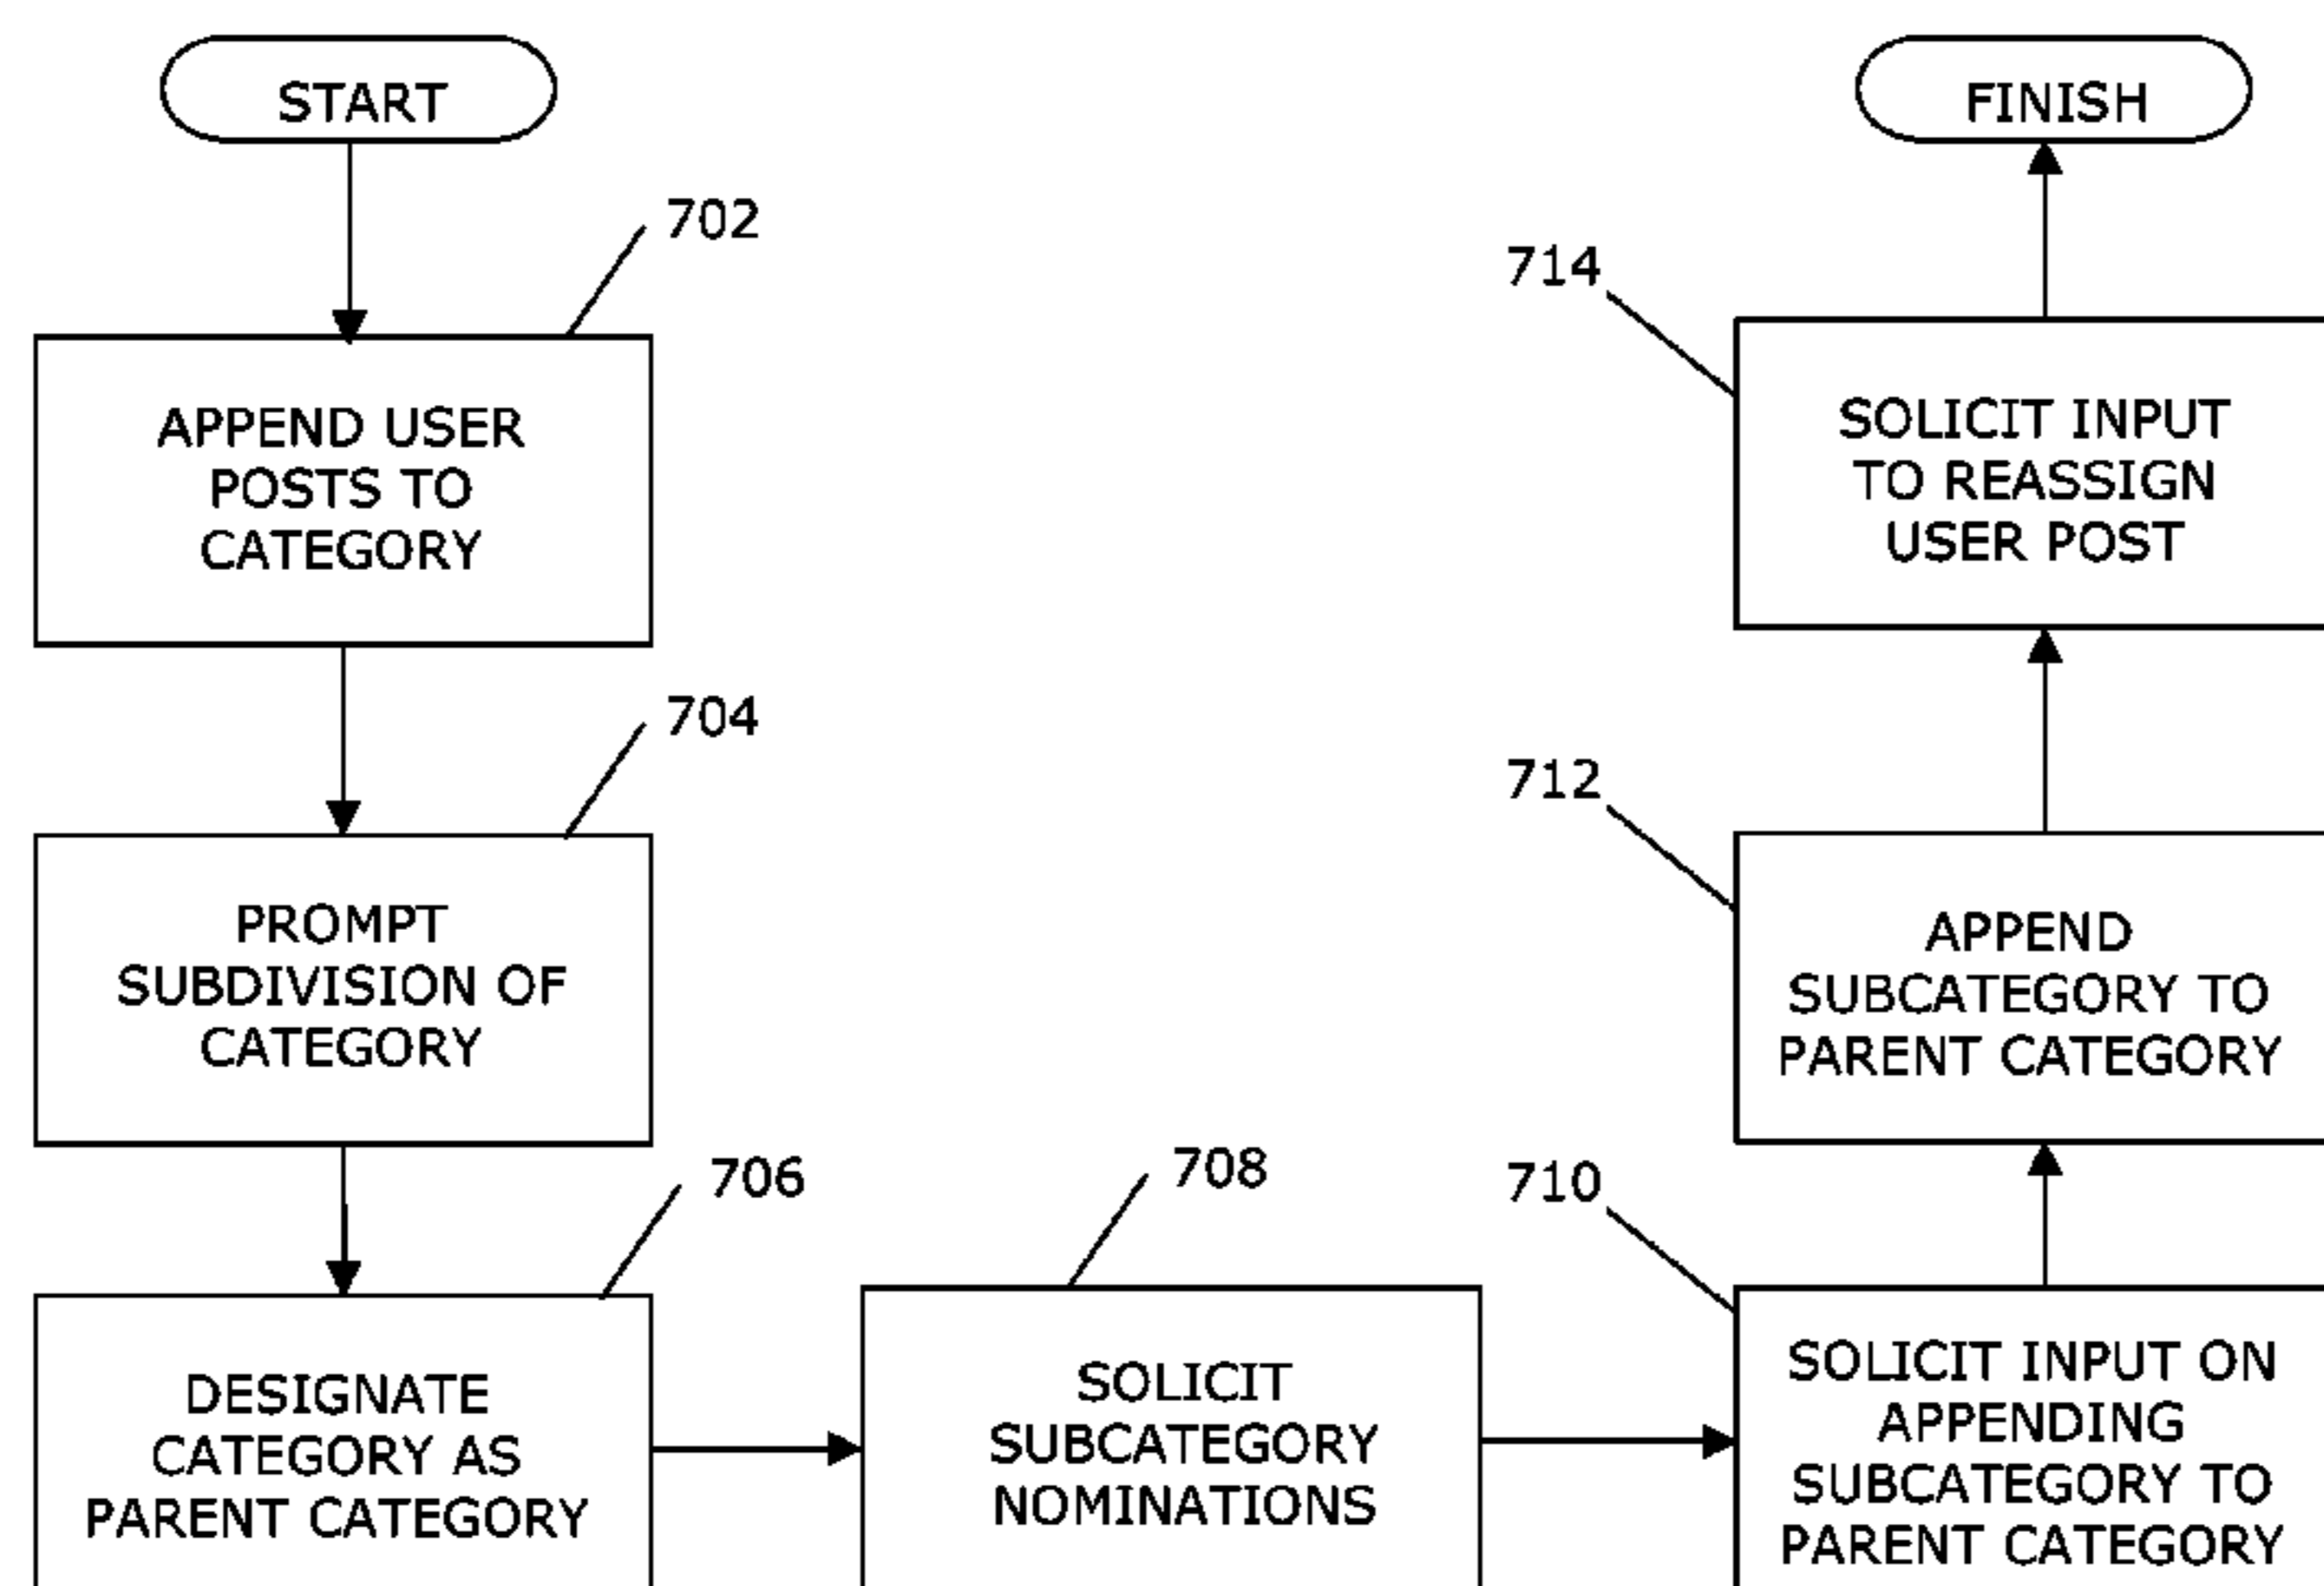 START
702
APPEND USER
POSTS TO
CATEGORY
704
PROMPT
SUBDIVISION OF
CATEGORY
706
DESIGNATE
CATEGORY AS
PARENT CATEGORY
708
SOLICIT
SUBCATEGORY
NOMINATIONS
710
SOLICIT INPUT ON
APPENDING
SUBCATEGORY TO
PARENT CATEGORY
712
APPEND
SUBCATEGORY TO
PARENT CATEGORY
714
SOLICIT INPUT
TO REASSIGN
USER POST
FINISH